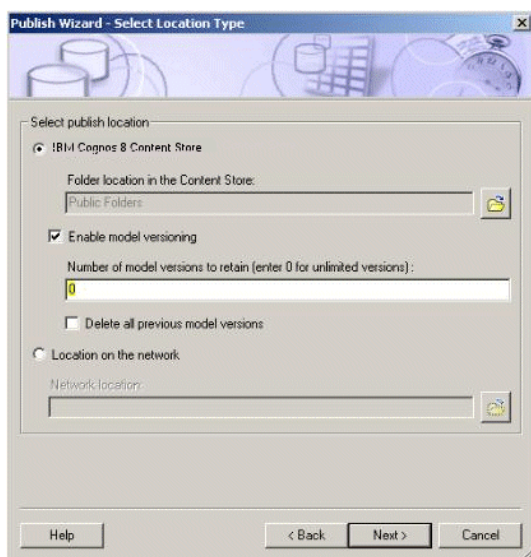 Publish Wizard - Select Location Type
Select publish location
IBM Cognos 8 Content Store
Folder location in the Content Store:
Public Folders
Enable model versioning
Number of model versions to retain (enter 0 for unlimited versions) :
0
Delete all previous model versions
Location on the network
Network location:
Help
< Back
Next >
Cancel